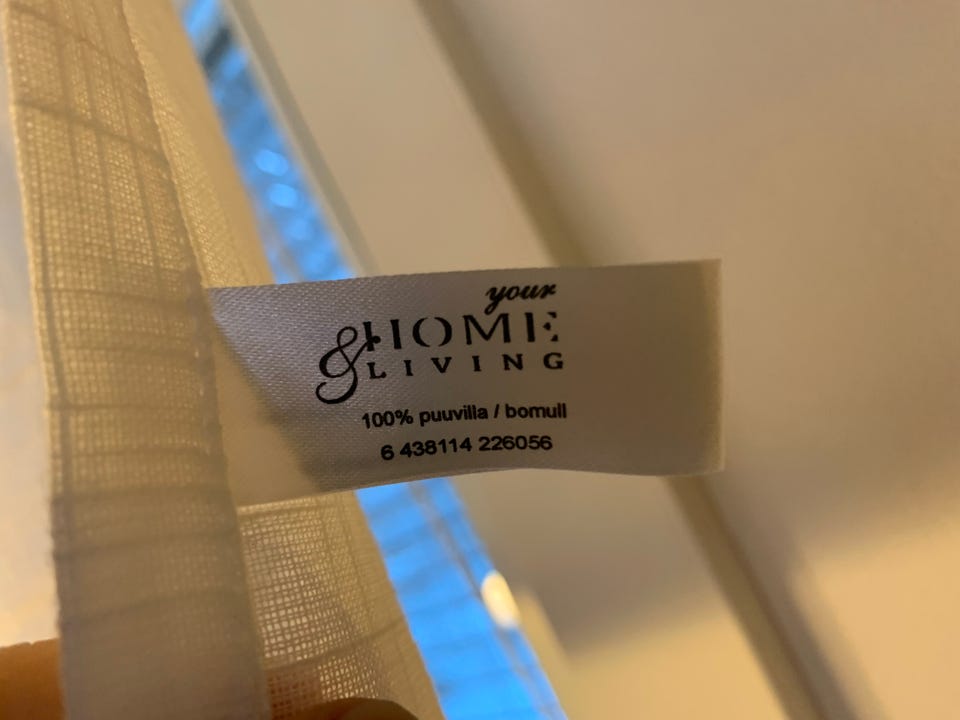 your
& HOME
LIVING
100% puuvilla / bomull
6 438114 226056